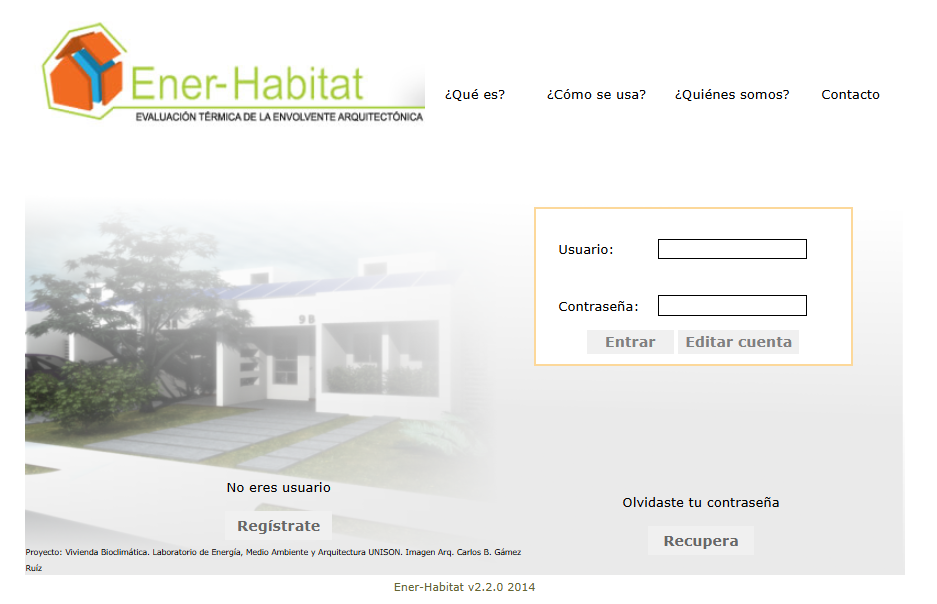 Ener-Habitat
EVALUACIÓN TÉRMICA DE LA ENVOLVENTE ARQUITECTÓNICA
¿Qué es? ¿Cómo se usa? ¿Quiénes somos? Contacto
9B
Usuario:
Contraseña:
Entrar Editar cuenta
No eres usuario
Regístrate
Olvidaste tu contraseña
Recupera
Proyecto: Vivienda Bioclimática. Laboratorio de Energía, Medio Ambiente y Arquitectura UNISON. Imagen Arq. Carlos B. Gámez
Ruíz
Ener-Habitat v2.2.0 2014